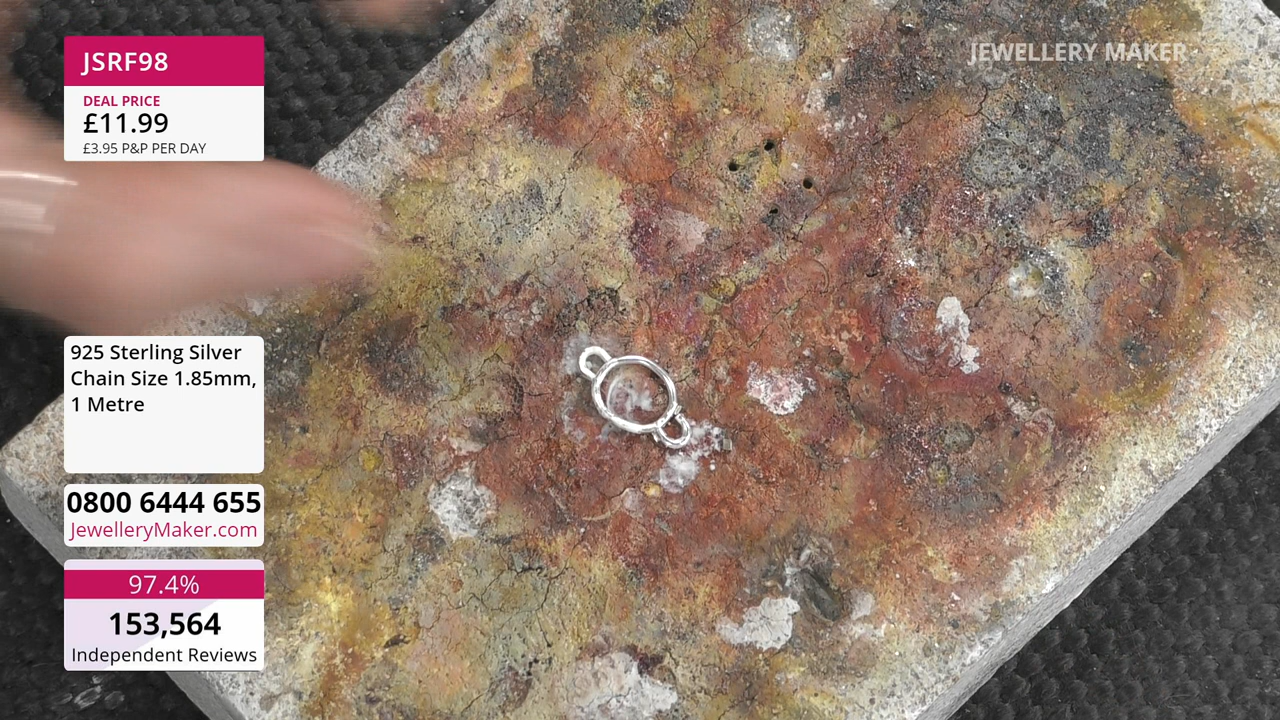 JSRF98
DEAL PRICE
£11.99
£3.95 P&P PER DAY
JEWELLERY MAKER
925 Sterling Silver
Chain Size 1.85mm,
1 Metre
0800 6444 655
JewelleryMaker.com
97.4%
153,564
Independent Reviews